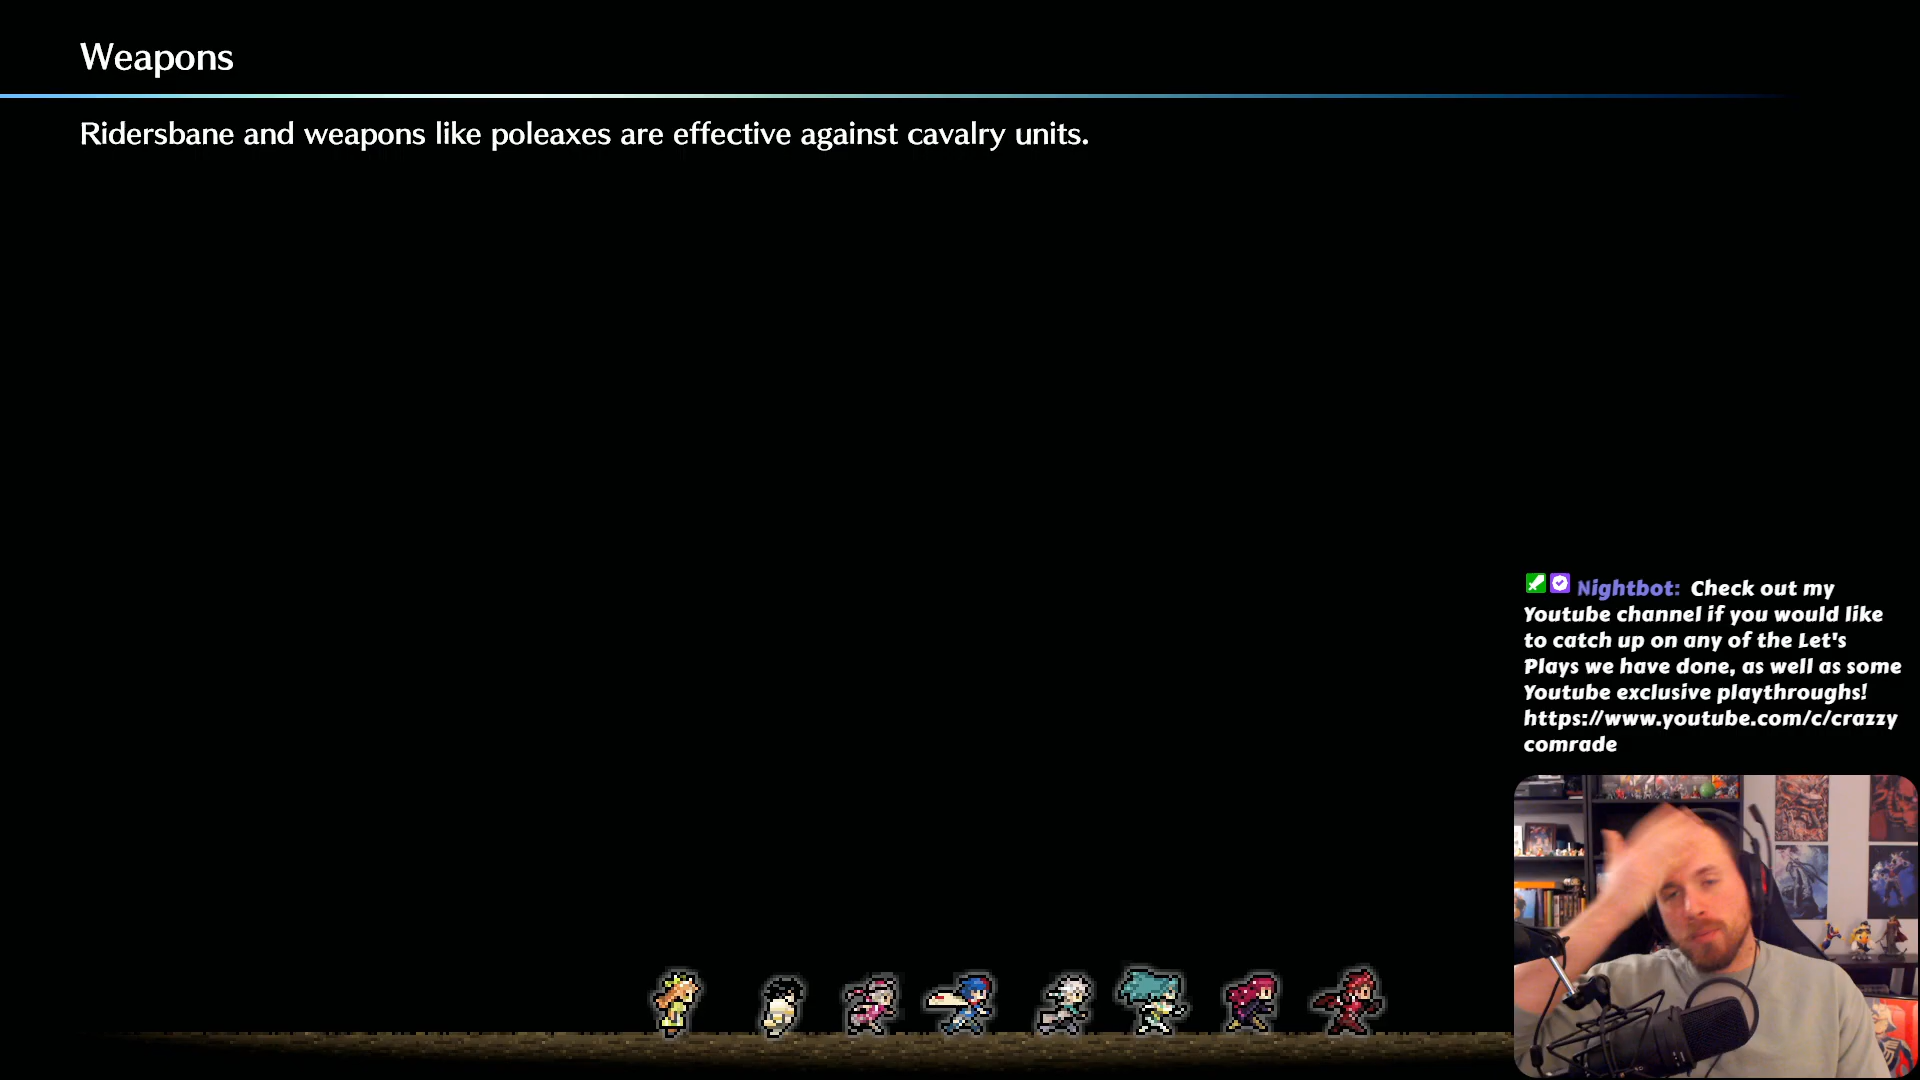 Weapons
Ridersbane and weapons like poleaxes are effective against cavalry units.
Nightbot: Check out my
Youtube channel if you would like
to catch up on any of the Let's
Plays we have done, as well as some
Youtube exclusive playthroughs!
https://www.youtube.com/c/crazzy
comrade